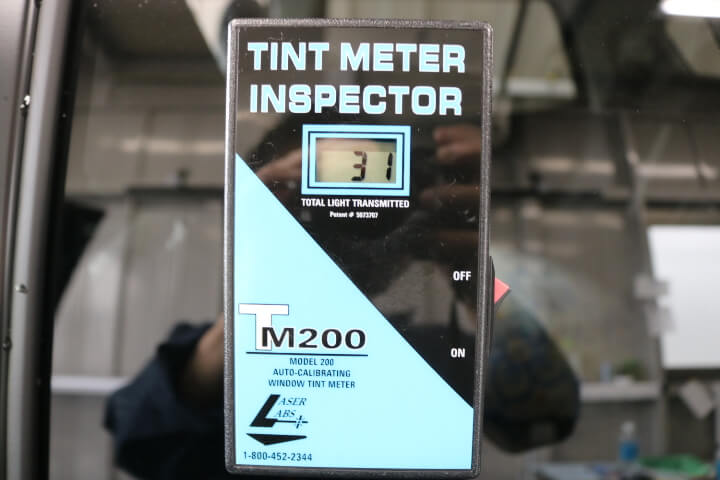 TINT METER
INSPECTOR
31
TOTAL LIGHT TRANSMITTED
Patent # 5073707
OFF
TM200
ON
MODEL 200
AUTO-CALIBRATING
WINDOW TINT METER
LASER
LABS
1-800-452-2344